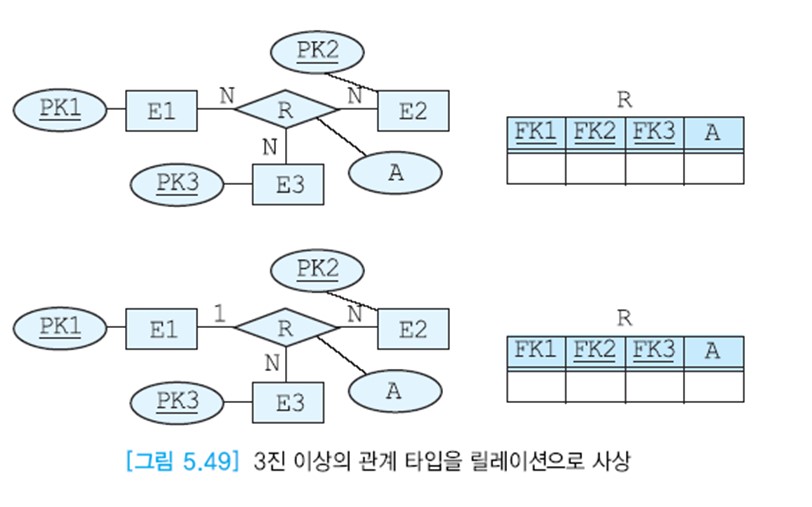 PK2
PK1 E1 N R N E2
N
PK3 E3 A
R
FK1 FK2 FK3 A
PK2
PK1 E1 1 R N E2
N
PK3 E3 A
R
FK1 FK2 FK3 A
[그림 5.49] 3진 이상의 관계 타입을 릴레이션으로 사상